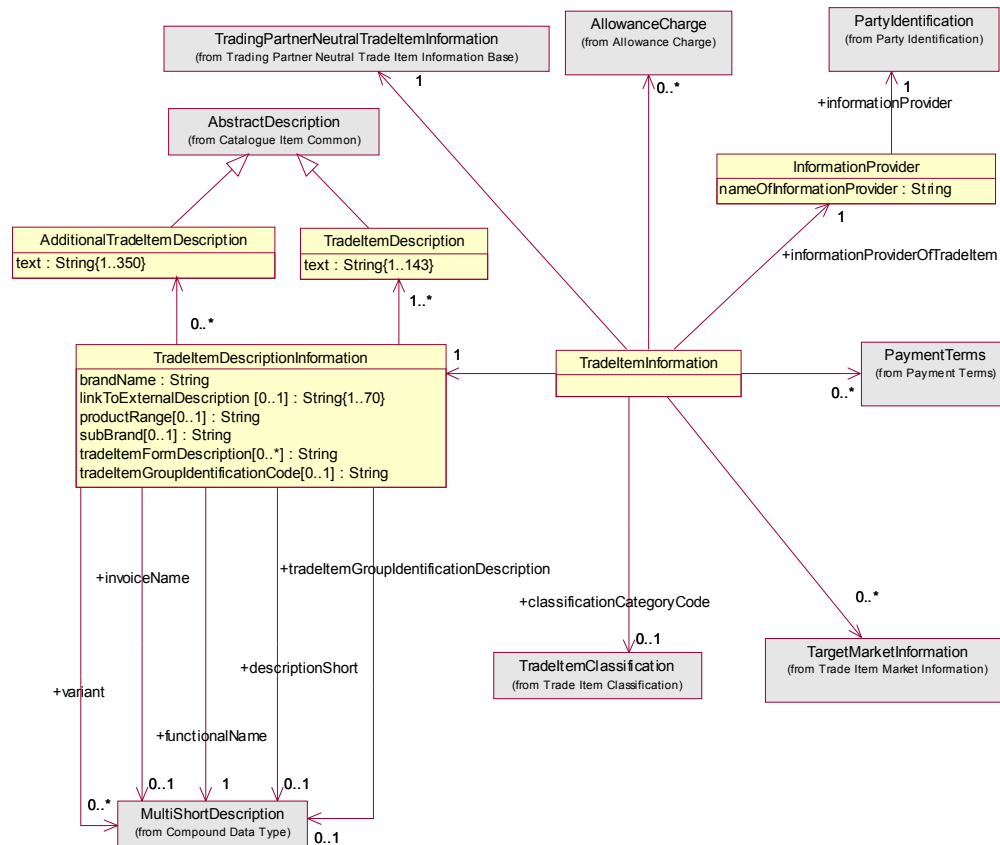 TradingPartnerNeutralTradeItemInformation
(from Trading Partner Neutral Trade Item Information Base)
1
AllowanceCharge
(from Allowance Charge)
0..*
PartyIdentification
(from Party Identification)
1
+informationProvider
AbstractDescription
(from Catalogue Item Common)
InformationProvider
nameOfInformationProvider : String
1
+informationProviderOfTradeItem
AdditionalTradeItemDescription
text : String{1..350}
0..*
TradeItemDescription
text : String{1..143}
1..*
TradeItemDescriptionInformation
brandName : String
linkToExternalDescription [0..1] : String{1..70}
productRange[0..1] : String
subBrand[0..1] : String
tradeItemFormDescription[0..*] : String
tradeItemGroupIdentificationCode[0..1] : String
1
TradeItemInformation
PaymentTerms
(from Payment Terms)
0..*
+invoiceName
+tradeItemGroupIdentificationDescription
+classificationCategoryCode
0..1
0..*
TradeItemClassification
(from Trade Item Classification)
TargetMarketInformation
(from Trade Item Market Information)
+descriptionShort
+variant
+functionalName
0..*
0..1
1
0..1
0..1
MultiShortDescription
(from Compound Data Type)